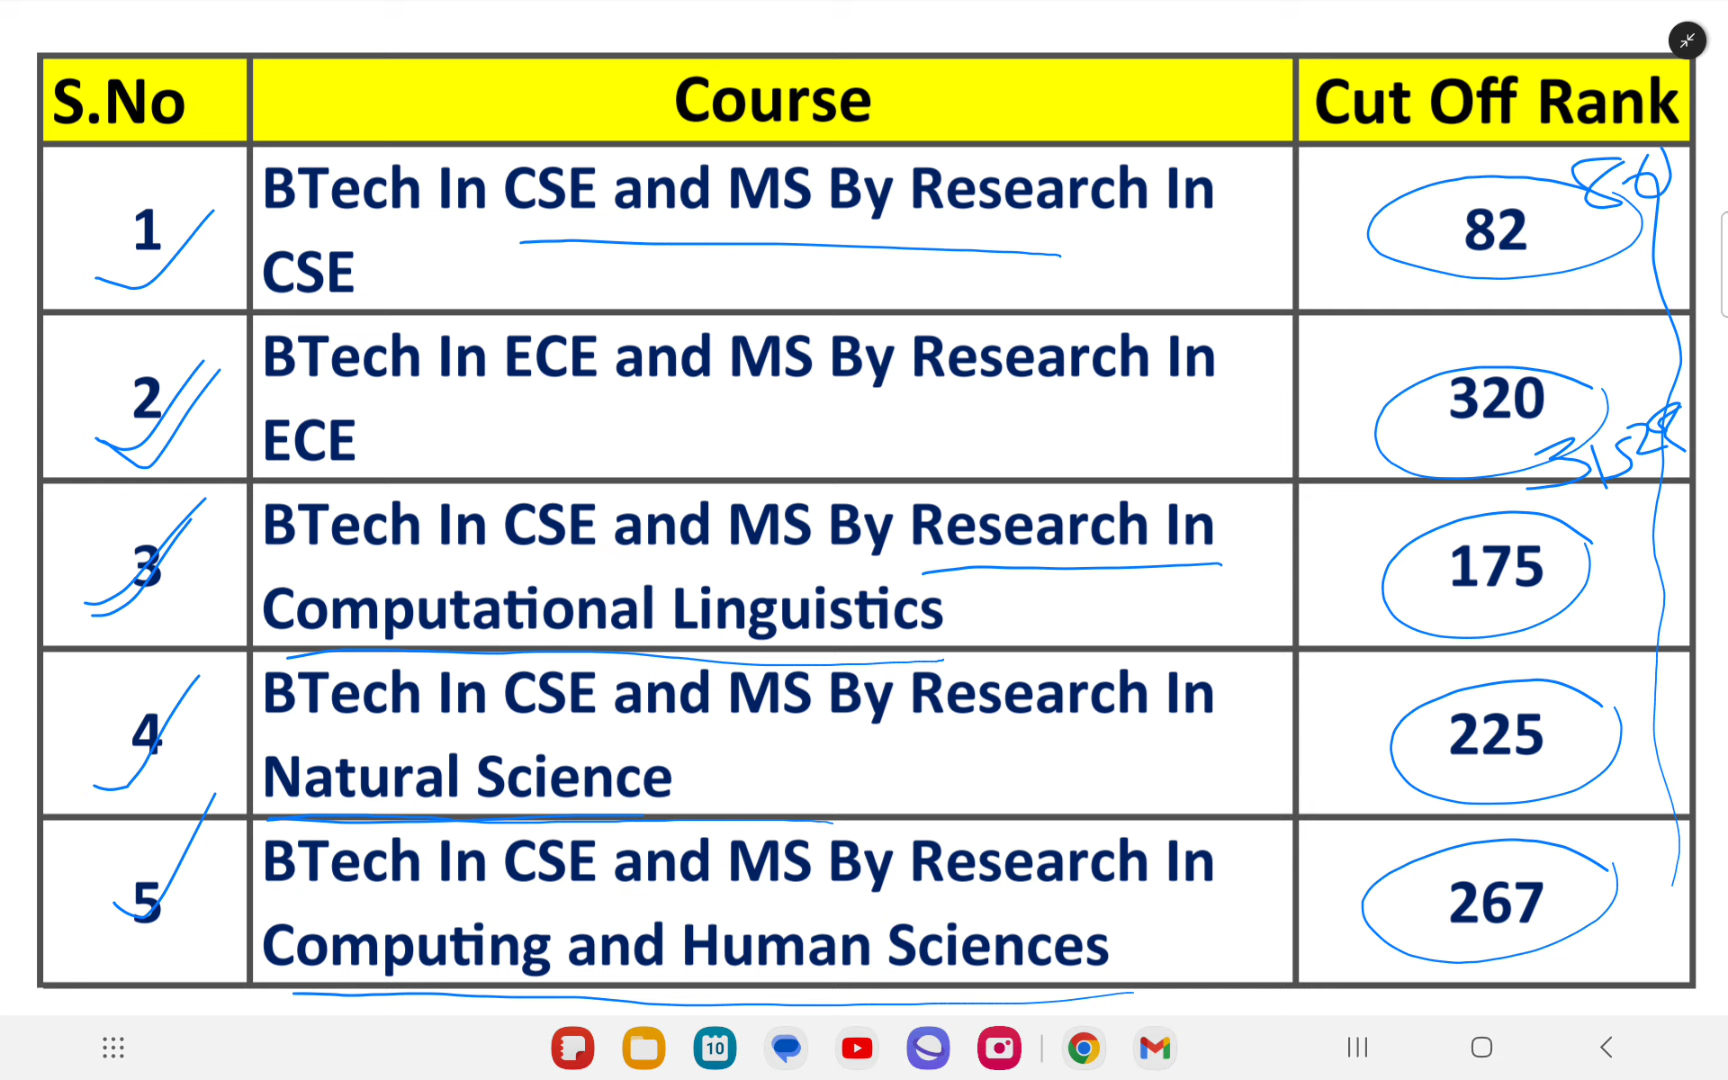 S.No Course Cut Off Rank
1 BTech In CSE and MS By Research In CSE 82
86
2 BTech In ECE and MS By Research In ECE 320
3 BTech In CSE and MS By Research In Computational Linguistics 175
4 BTech In CSE and MS By Research In Natural Science 225
5 BTech In CSE and MS By Research In Computing and Human Sciences 267
10